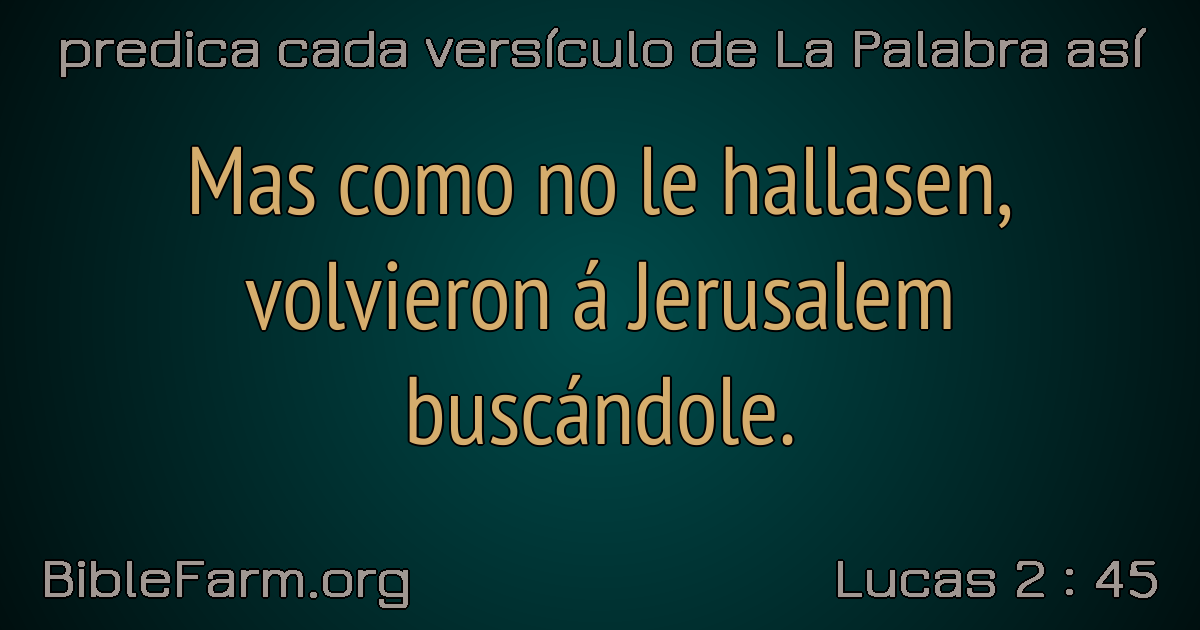 predica cada versículo de La Palabra así
Mas como no le hallasen,
volvieron á Jerusalem
buscándole.
BibleFarm.org
Lucas 2 : 45